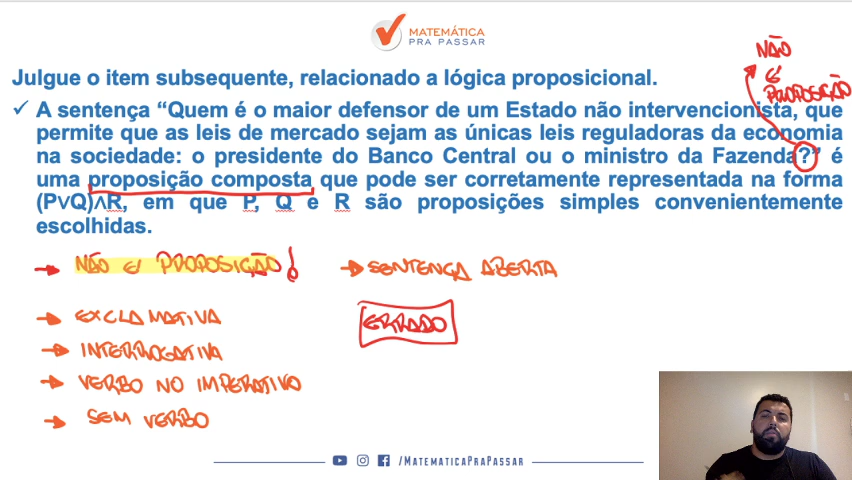 MATEMÁTICA
PRA PASSAR
NÃO
É
PROPOSIÇÃO
Julgue o item subsequente, relacionado a lógica proposicional.
✓ A sentença “Quem é o maior defensor de um Estado não intervencionista, que
permite que as leis de mercado sejam as únicas leis reguladoras da economia
na sociedade: o presidente do Banco Central ou o ministro da Fazenda?” é
uma proposição composta que pode ser corretamente representada na forma
(P∨Q)∧R, em que P, Q e R são proposições simples convenientemente
escolhidas.
→ NÃO É PROPOSIÇÃO!
→ SENTENÇA ABERTA
→ EXCLAMATIVA
ERRADO
→ INTERROGATIVA
→ VERBO NO IMPERATIVO
→ SEM VERBO
/MATEMATICAPRAPASSAR